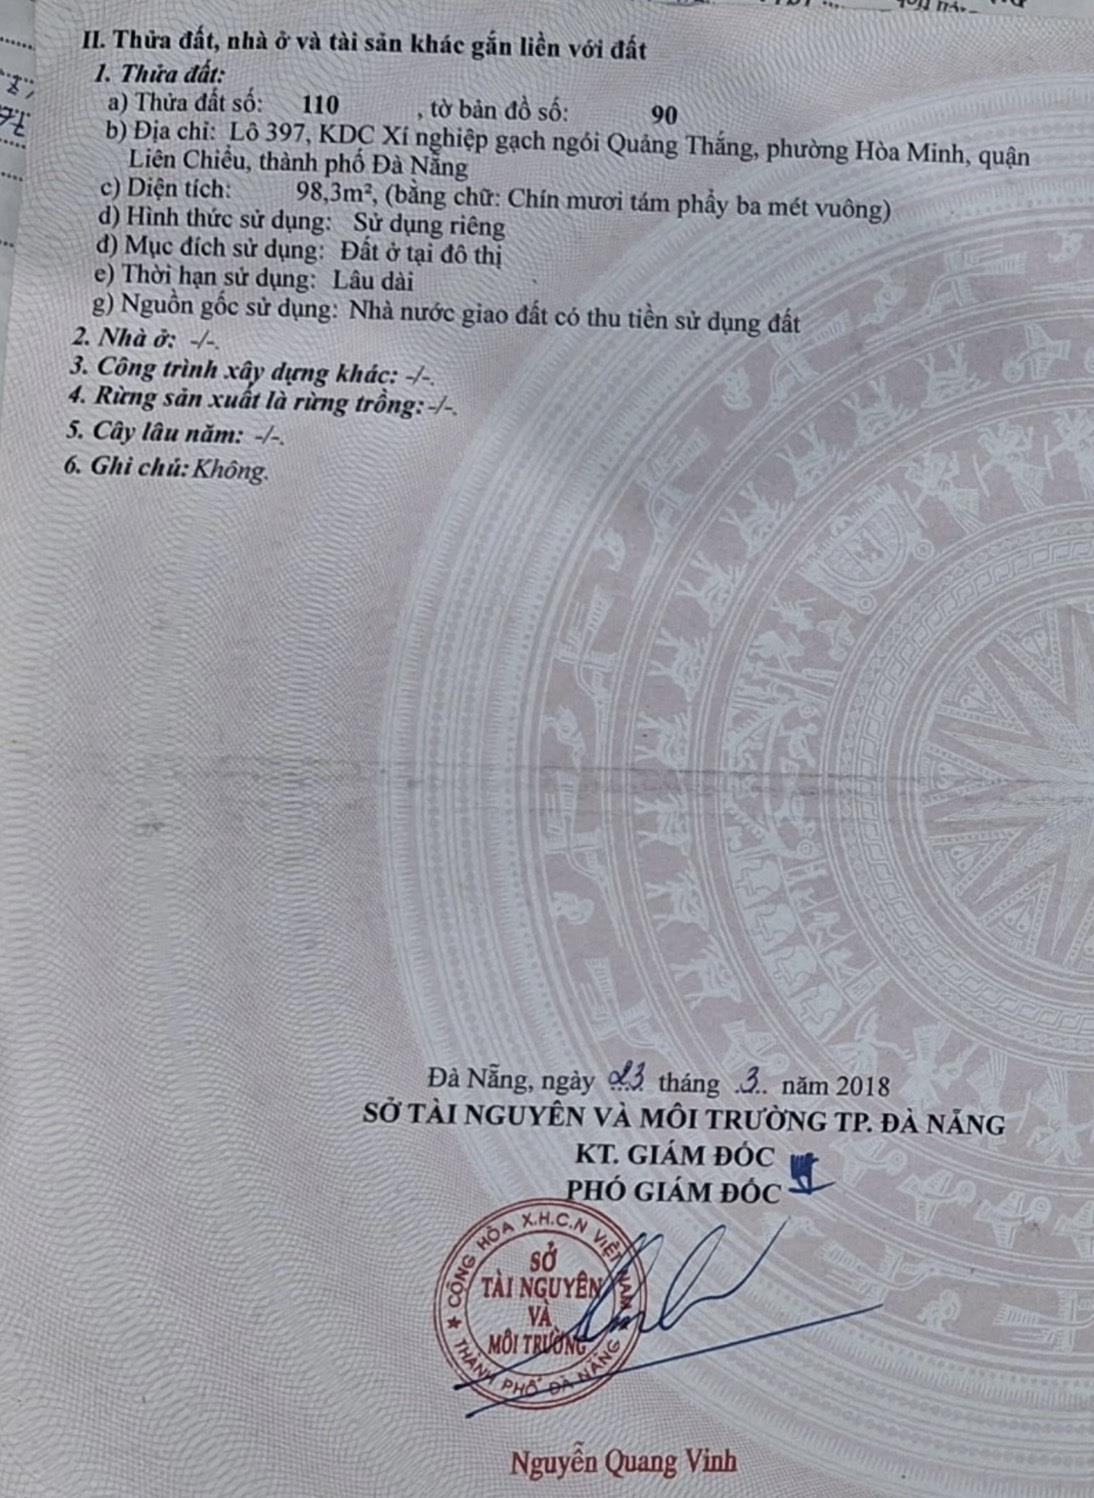 II. Thửa đất, nhà ở và tài sản khác gắn liền với đất
1. Thửa đất:
a) Thửa đất số: 110 , tờ bản đồ số: 90
b) Địa chỉ: Lô 397, KDC Xí nghiệp gạch ngói Quảng Thắng, phường Hòa Minh, quận
Liên Chiểu, thành phố Đà Nẵng
c) Diện tích: 98,3m², (bằng chữ: Chín mươi tám phẩy ba mét vuông)
d) Hình thức sử dụng: Sử dụng riêng
đ) Mục đích sử dụng: Đất ở tại đô thị
e) Thời hạn sử dụng: Lâu dài
g) Nguồn gốc sử dụng: Nhà nước giao đất có thu tiền sử dụng đất
2. Nhà ở: -/-.
3. Công trình xây dựng khác: -/-.
4. Rừng sản xuất là rừng trồng: -/-.
5. Cây lâu năm: -/-.
6. Ghi chú: Không.
Đà Nẵng, ngày 23 tháng 3 năm 2018
SỞ TÀI NGUYÊN VÀ MÔI TRƯỜNG TP. ĐÀ NẴNG
KT. GIÁM ĐỐC
PHÓ GIÁM ĐỐC
CỘNG HÒA X.H.C.N VIỆT NAM
SỞ
TÀI NGUYÊN
VÀ
MÔI TRƯỜNG
THÀNH PHỐ ĐÀ NẴNG
Nguyễn Quang Vinh